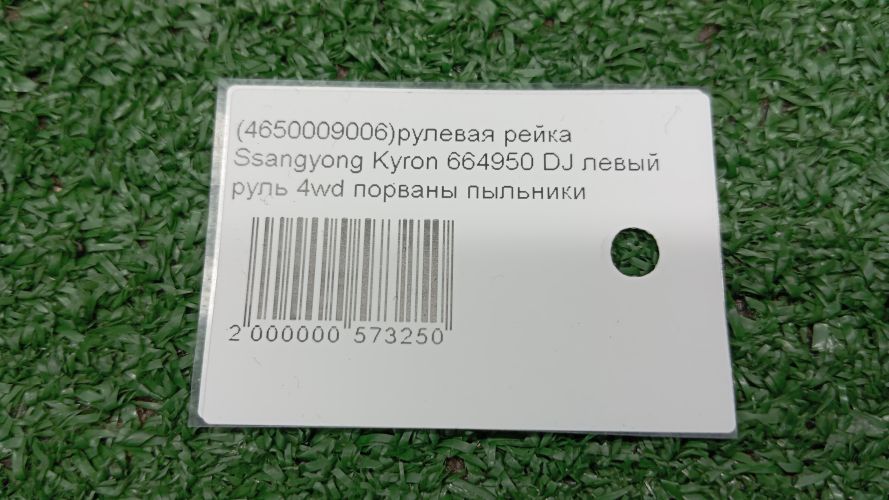 (4650009006)рулевая рейка
Ssangyong Kyron 664950 DJ левый
руль 4wd порваны пыльники
2 000000 573250